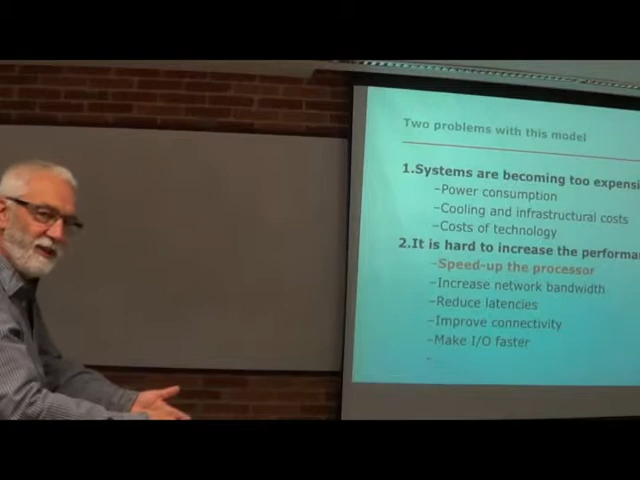 Two problems with this model
1.Systems are becoming too expensi
–Power consumption
–Cooling and infrastructural costs
–Costs of technology
2.It is hard to increase the performa
–Speed-up the processor
–Increase network bandwidth
–Reduce latencies
–Improve connectivity
–Make I/O faster
–